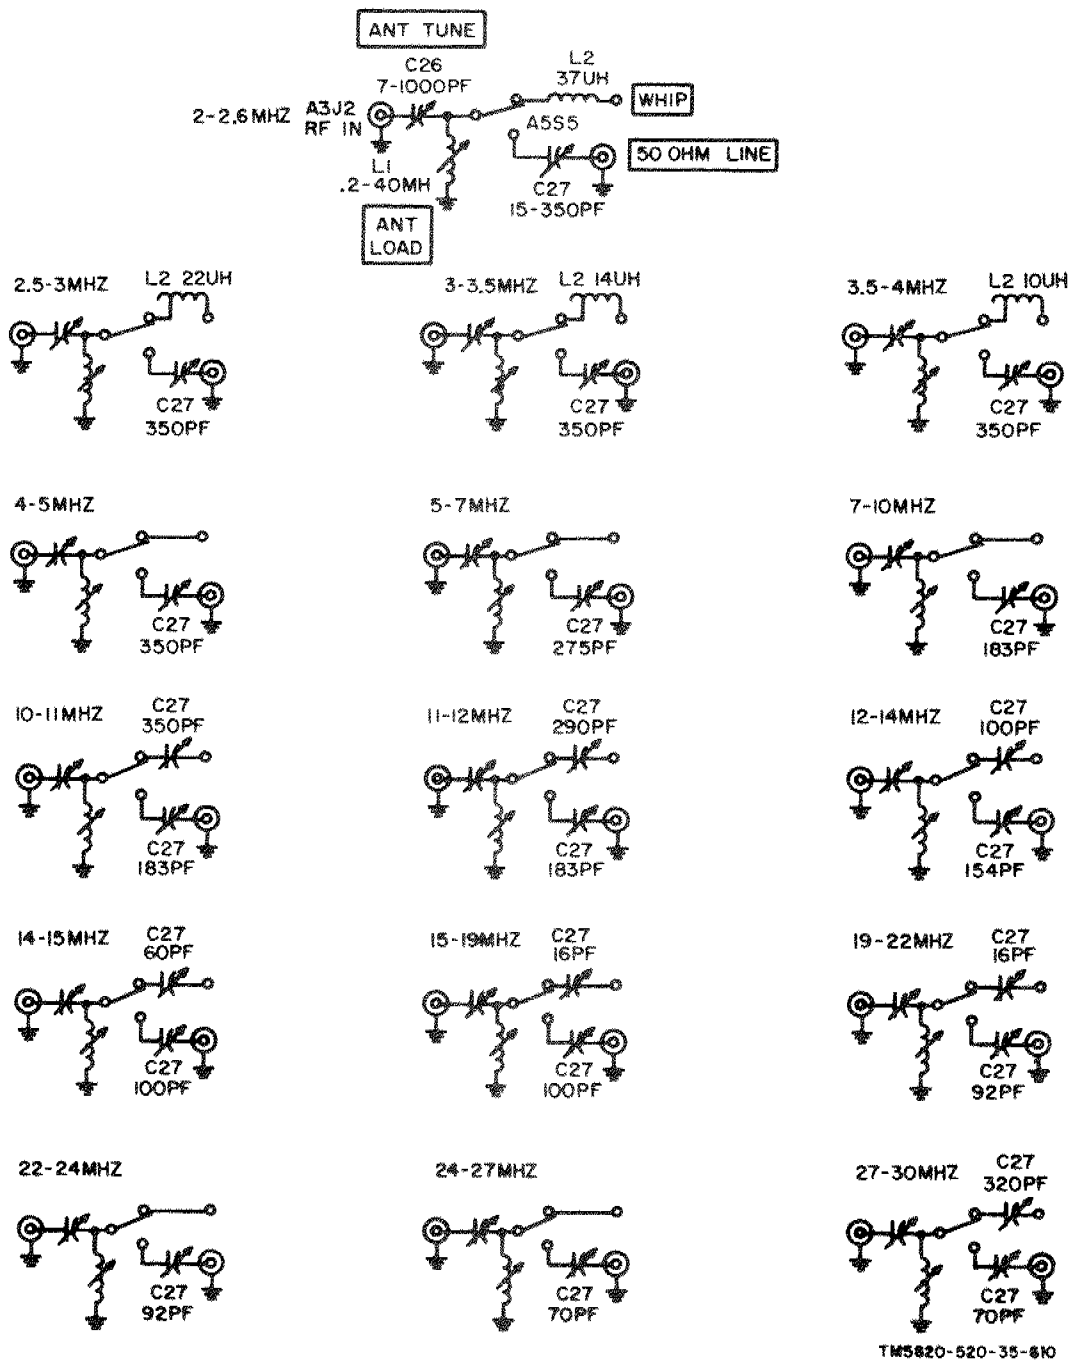 ANT TUNE
C26
7-1000PF
L2
37UH
WHIP
2-2.6MHZ
A3J2
RF IN
A5S5
50 OHM LINE
L1
.2-40MH
C27
15-350PF
ANT
LOAD
2.5-3MHZ
L2 22UH
C27
350PF
3-3.5MHZ
L2 14UH
C27
350PF
3.5-4MHZ
L2 10UH
C27
350PF
4-5MHZ
C27
350PF
5-7MHZ
C27
275PF
7-10MHZ
C27
183PF
10-11MHZ
C27
350PF
C27
183PF
11-12MHZ
C27
290PF
C27
183PF
12-14MHZ
C27
100PF
C27
154PF
14-15MHZ
C27
60PF
C27
100PF
15-19MHZ
C27
16PF
C27
100PF
19-22MHZ
C27
16PF
C27
92PF
22-24MHZ
C27
92PF
24-27MHZ
C27
70PF
27-30MHZ
C27
320PF
C27
70PF
TM5820-520-35-610